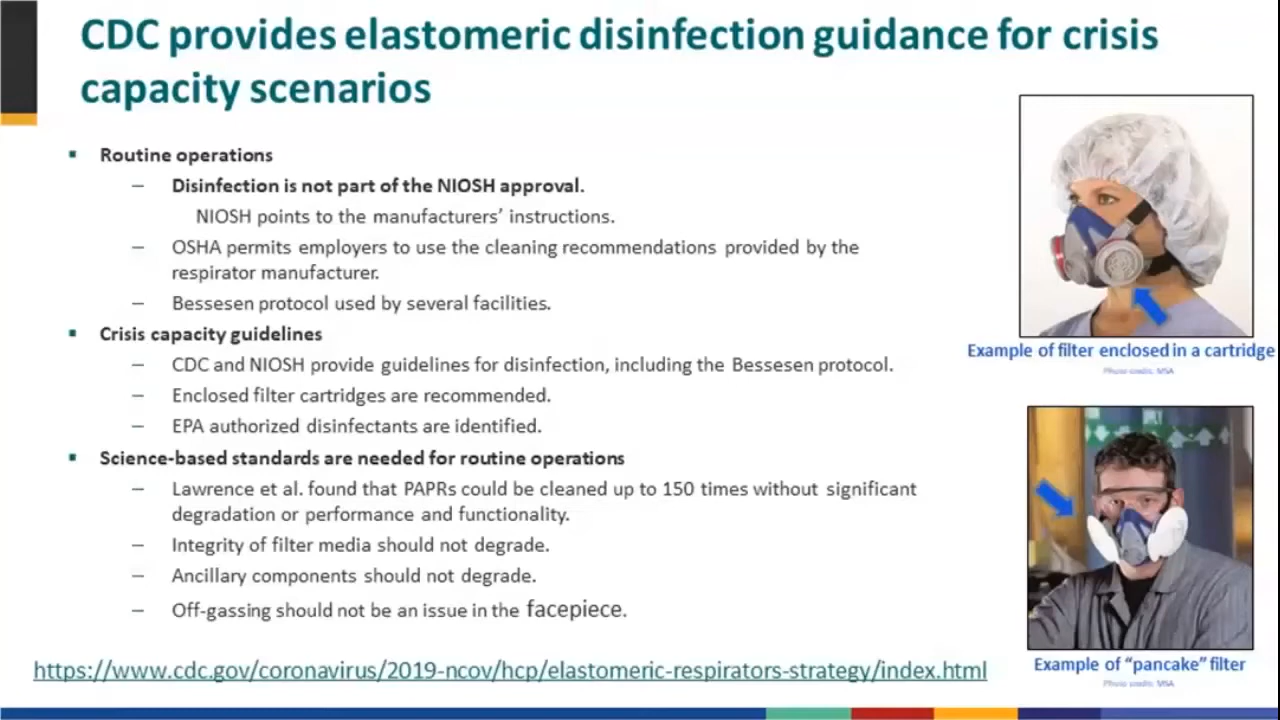 CDC provides elastomeric disinfection guidance for crisis
capacity scenarios
▪ Routine operations
– Disinfection is not part of the NIOSH approval.
NIOSH points to the manufacturers’ instructions.
– OSHA permits employers to use the cleaning recommendations provided by the
respirator manufacturer.
– Bessesen protocol used by several facilities.
▪ Crisis capacity guidelines
– CDC and NIOSH provide guidelines for disinfection, including the Bessesen protocol.
– Enclosed filter cartridges are recommended.
– EPA authorized disinfectants are identified.
▪ Science-based standards are needed for routine operations
– Lawrence et al. found that PAPRs could be cleaned up to 150 times without significant
degradation or performance and functionality.
– Integrity of filter media should not degrade.
– Ancillary components should not degrade.
– Off-gassing should not be an issue in the facepiece.
https://www.cdc.gov/coronavirus/2019-ncov/hcp/elastomeric-respirators-strategy/index.html
Example of filter enclosed in a cartridge
Photo credit: MSA
Example of “pancake” filter
Photo credit: MSA